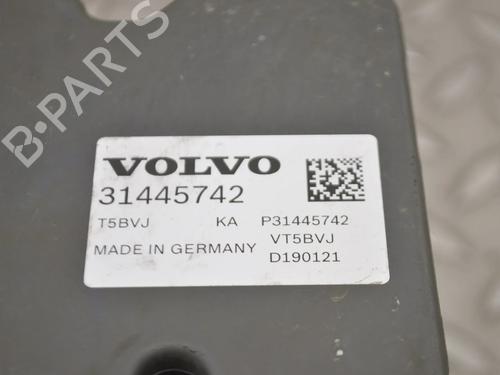 B-PARTS
VOLVO
31445742
T5BVJ KA P31445742
VT5BVJ
MADE IN GERMANY
D190121